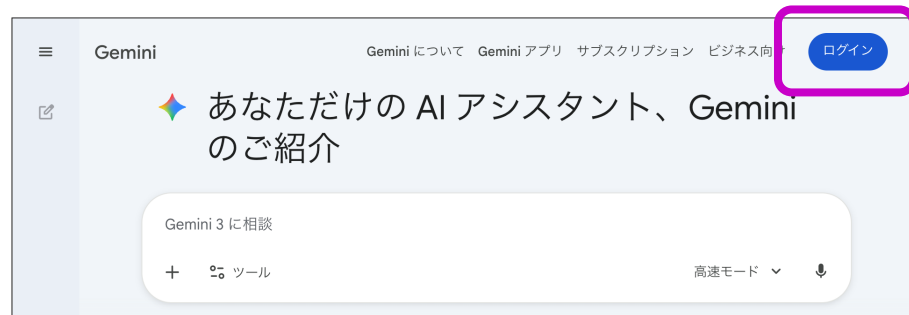 Gemini
Gemini について Gemini アプリ サブスクリプション ビジネス向け
ログイン
あなただけの AI アシスタント、Gemini
のご紹介
Gemini 3 に相談
ツール
高速モード